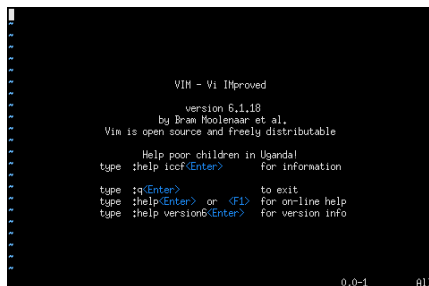 ~
~
~
~
~
~ VIM - Vi IMproved
~
~ version 6.1.18
~ by Bram Moolenaar et al.
~ Vim is open source and freely distributable
~
~ Help poor children in Uganda!
~ type :help iccf<Enter> for information
~
~ type :q<Enter> to exit
~ type :help<Enter> or <F1> for on-line help
~ type :help version6<Enter> for version info
~
~
~
~
~
0,0-1 All